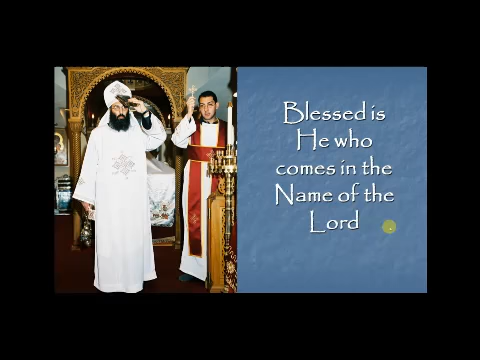 Blessed is
He who
comes in the
Name of the
Lord